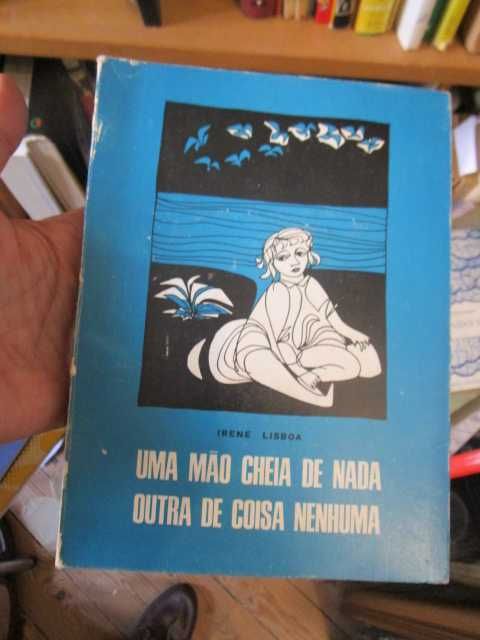 IRENE LISBOA
UMA MÃO CHEIA DE NADA
OUTRA DE COISA NENHUMA